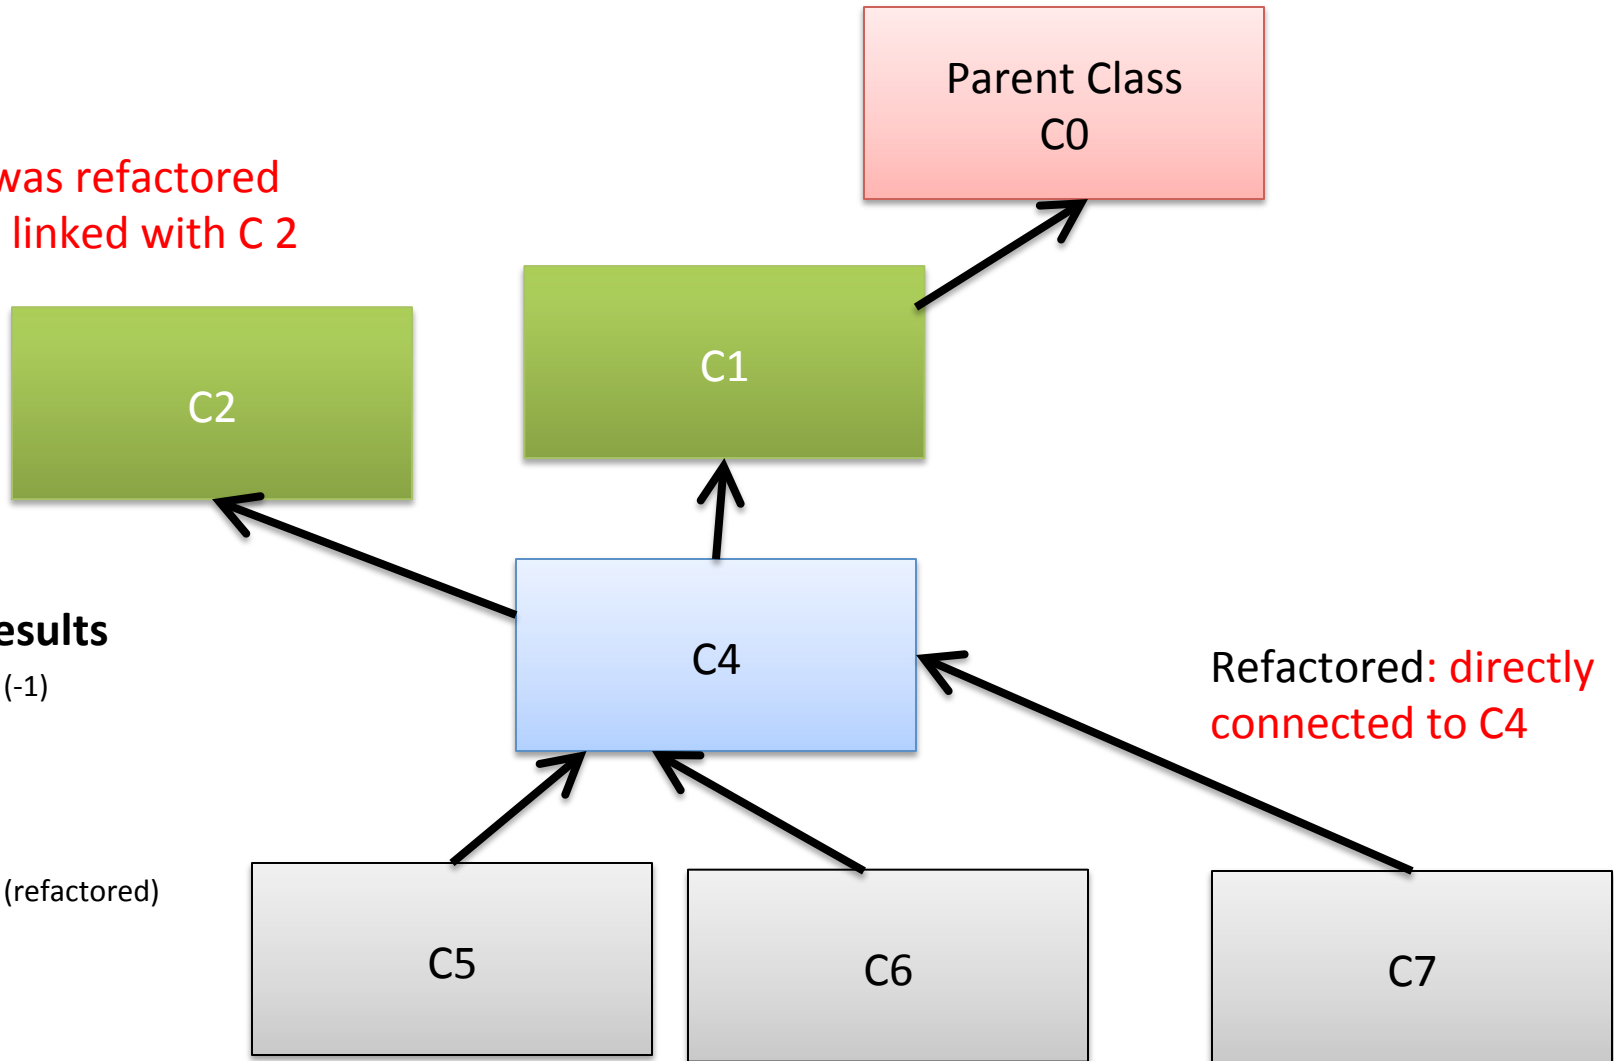 Parent Class
C0
was refactored
linked with C 2
C1
C2
C4
esults
(-1)
Refactored: directly
connected to C4
(refactored)
C5
C6
C7